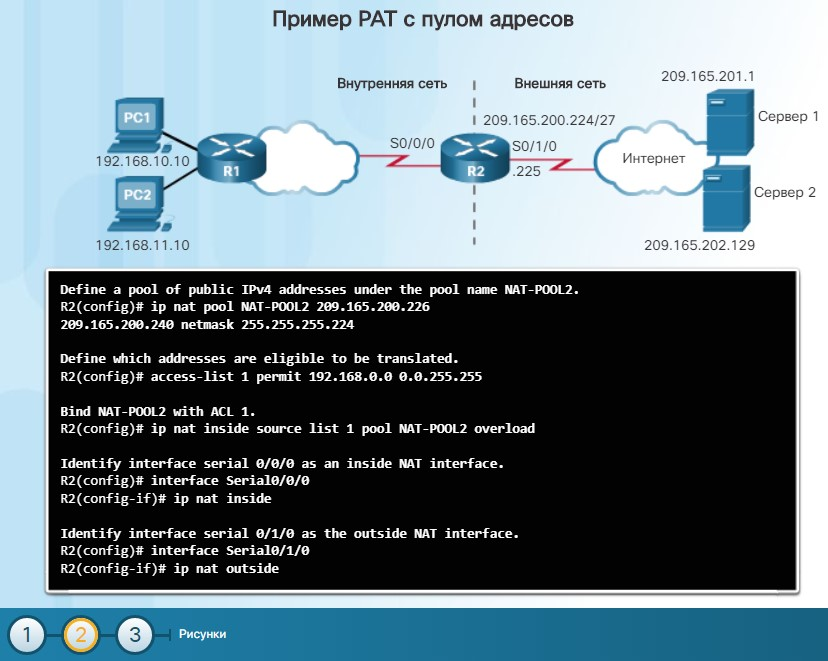 Пример PAT с пулом адресов
Внутренняя сеть
Внешняя сеть
209.165.201.1
PC1
Сервер 1
192.168.10.10
209.165.200.224/27
S0/0/0
S0/1/0
R1
R2
.225
Интернет
PC2
Сервер 2
192.168.11.10
209.165.202.129
Define a pool of public IPv4 addresses under the pool name NAT-POOL2.
R2(config)# ip nat pool NAT-POOL2 209.165.200.226
209.165.200.240 netmask 255.255.255.224
Define which addresses are eligible to be translated.
R2(config)# access-list 1 permit 192.168.0.0 0.0.255.255
Bind NAT-POOL2 with ACL 1.
R2(config)# ip nat inside source list 1 pool NAT-POOL2 overload
Identify interface serial 0/0/0 as an inside NAT interface.
R2(config)# interface Serial0/0/0
R2(config-if)# ip nat inside
Identify interface serial 0/1/0 as the outside NAT interface.
R2(config)# interface Serial0/1/0
R2(config-if)# ip nat outside
1 2 3 Рисунки